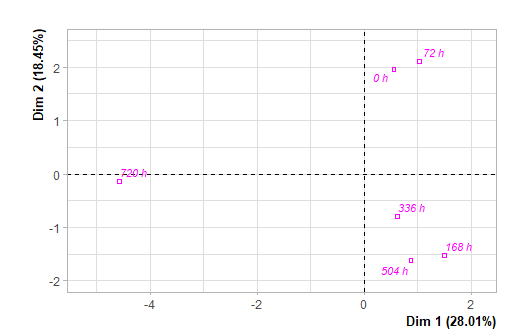 Dim 2 (18.45%)
2
1
0
-1
-2
72 h
0 h
720 h
336 h
168 h
504 h
-4
-2
0
2
Dim 1 (28.01%)